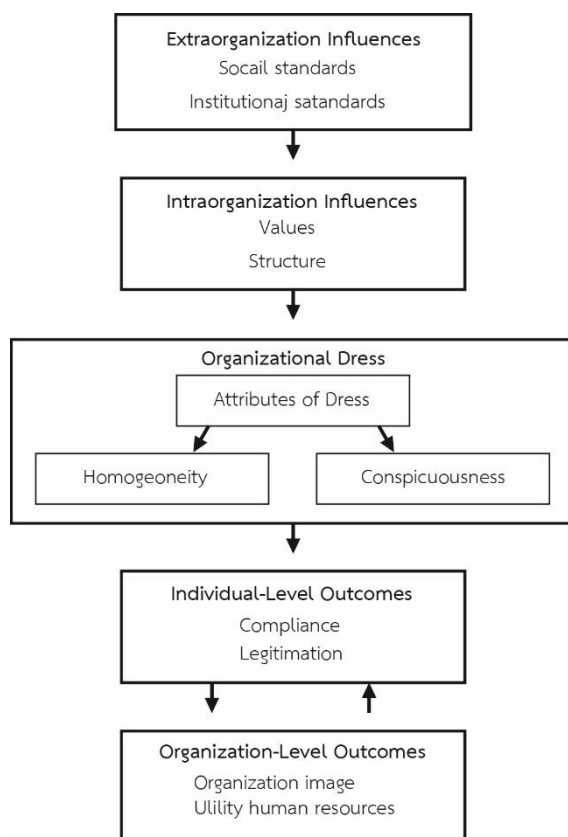 Extraorganization Influences
Socail standards
Institutionaj satandards
Intraorganization Influences
Values
Structure
Organizational Dress
Attributes of Dress
Homogeoneity
Conspicuousness
Individual-Level Outcomes
Compliance
Legitimation
Organization-Level Outcomes
Organization image
Ulility human resources